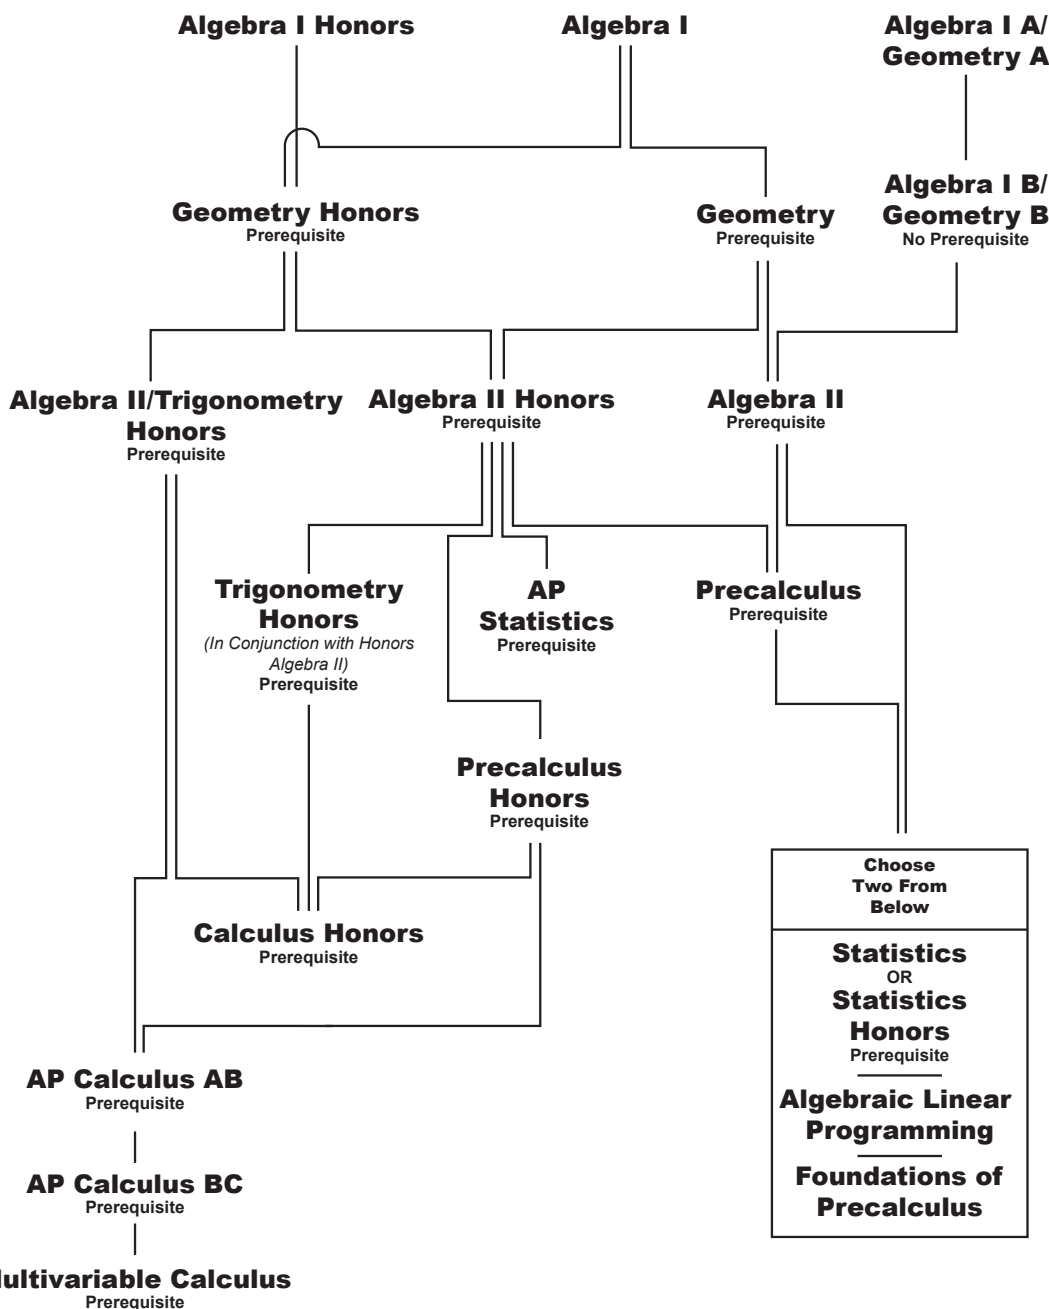 Algebra I Honors
Algebra I
Algebra I A/
Geometry A
Algebra I B/
Geometry B
No Prerequisite
Geometry Honors
Prerequisite
Geometry
Prerequisite
Algebra II/Trigonometry
Honors
Prerequisite
Algebra II Honors
Prerequisite
Algebra II
Prerequisite
Trigonometry
Honors
(In Conjunction with Honors
Algebra II)
Prerequisite
AP
Statistics
Prerequisite
Precalculus
Prerequisite
Precalculus
Honors
Prerequisite
Calculus Honors
Prerequisite
Choose
Two From
Below
Statistics
OR
Statistics
Honors
Prerequisite
Algebraic Linear
Programming
Foundations of
Precalculus
AP Calculus AB
Prerequisite
AP Calculus BC
Prerequisite
ultivariable Calculus
Prerequisite